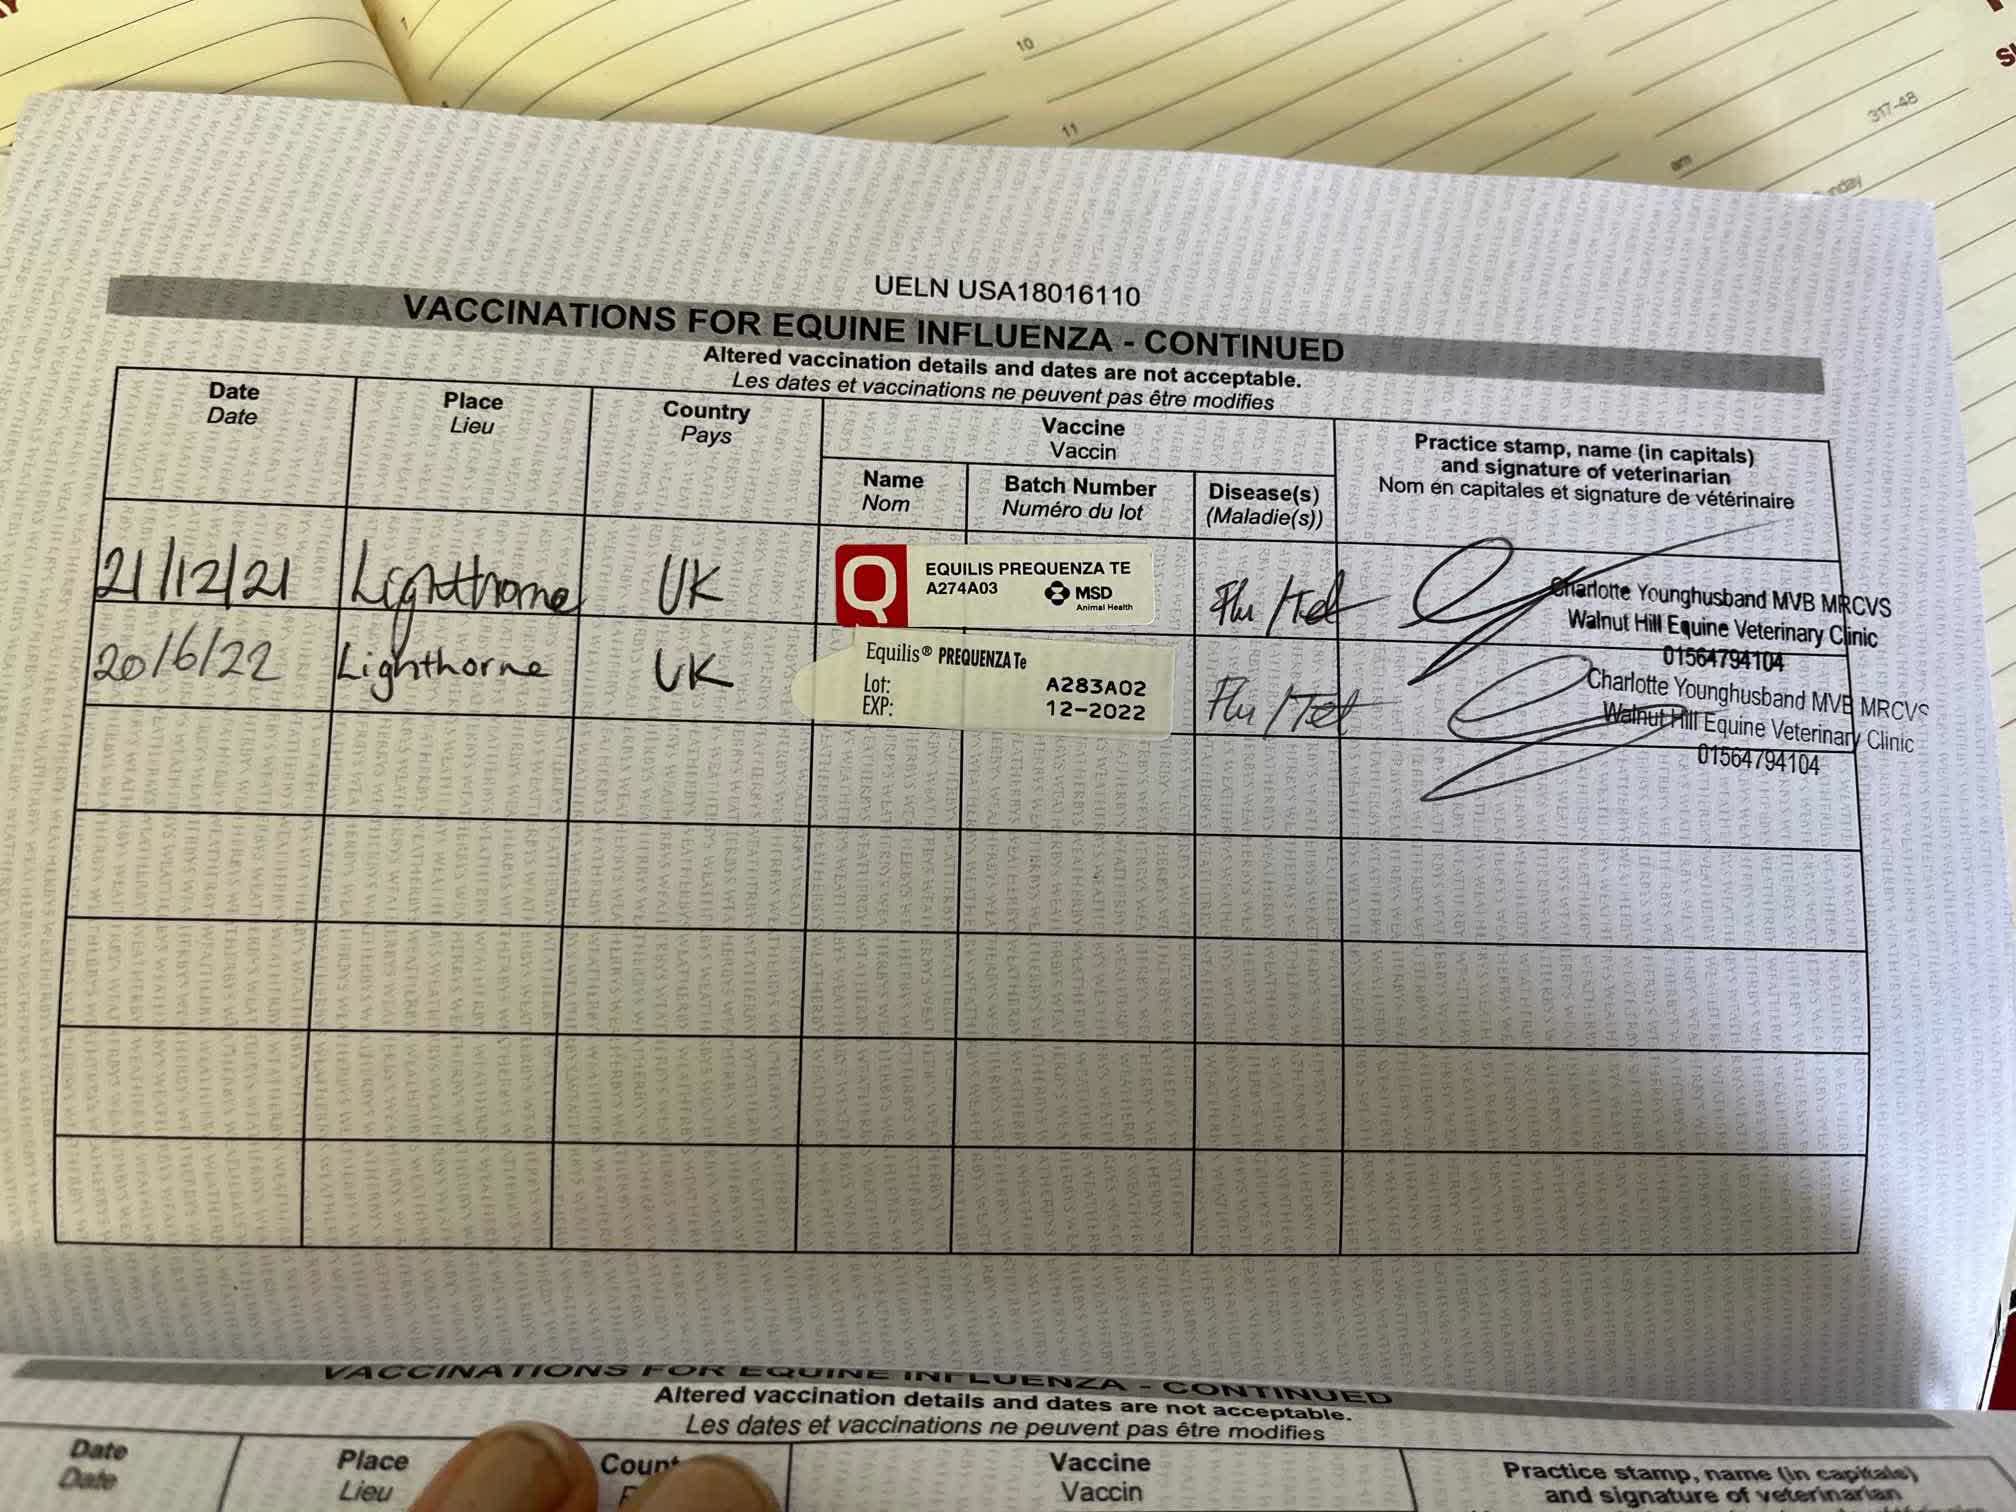 10
11
317-48
am
UELN USA18016110
VACCINATIONS FOR EQUINE INFLUENZA - CONTINUED
Altered vaccination details and dates are not acceptable.
Les dates et vaccinations ne peuvent pas être modifies
Date
Date
Place
Lieu
Country
Pays
Vaccine
Vaccin
Name
Nom
Batch Number
Numéro du lot
Disease(s)
(Maladie(s))
Practice stamp, name (in capitals)
and signature of veterinarian
Nom en capitales et signature de vétérinaire
21/12/21 Lighthorne UK
Q
EQUILIS PREQUENZA TE
A274A03
MSD
Animal Health
Flu/Tet
Charlotte Younghusband MVB MRCVS
Walnut Hill Equine Veterinary Clinic
01564794104
20/6/22 Lighthorne UK
Equilis® PREQUENZA Te
Lot: A283A02
EXP: 12-2022
Flu/Tet
Charlotte Younghusband MVB MRCVS
Walnut Hill Equine Veterinary Clinic
01564794104
VACCINATIONS FOR EQUINE INFLUENZA - CONTINUED
Altered vaccination details and dates are not acceptable.
Les dates et vaccinations ne peuvent pas être modifies
Date
Date
Place
Lieu
Vaccine
Vaccin
Practice stamp, name (in capitals)
and signature of veterinarian